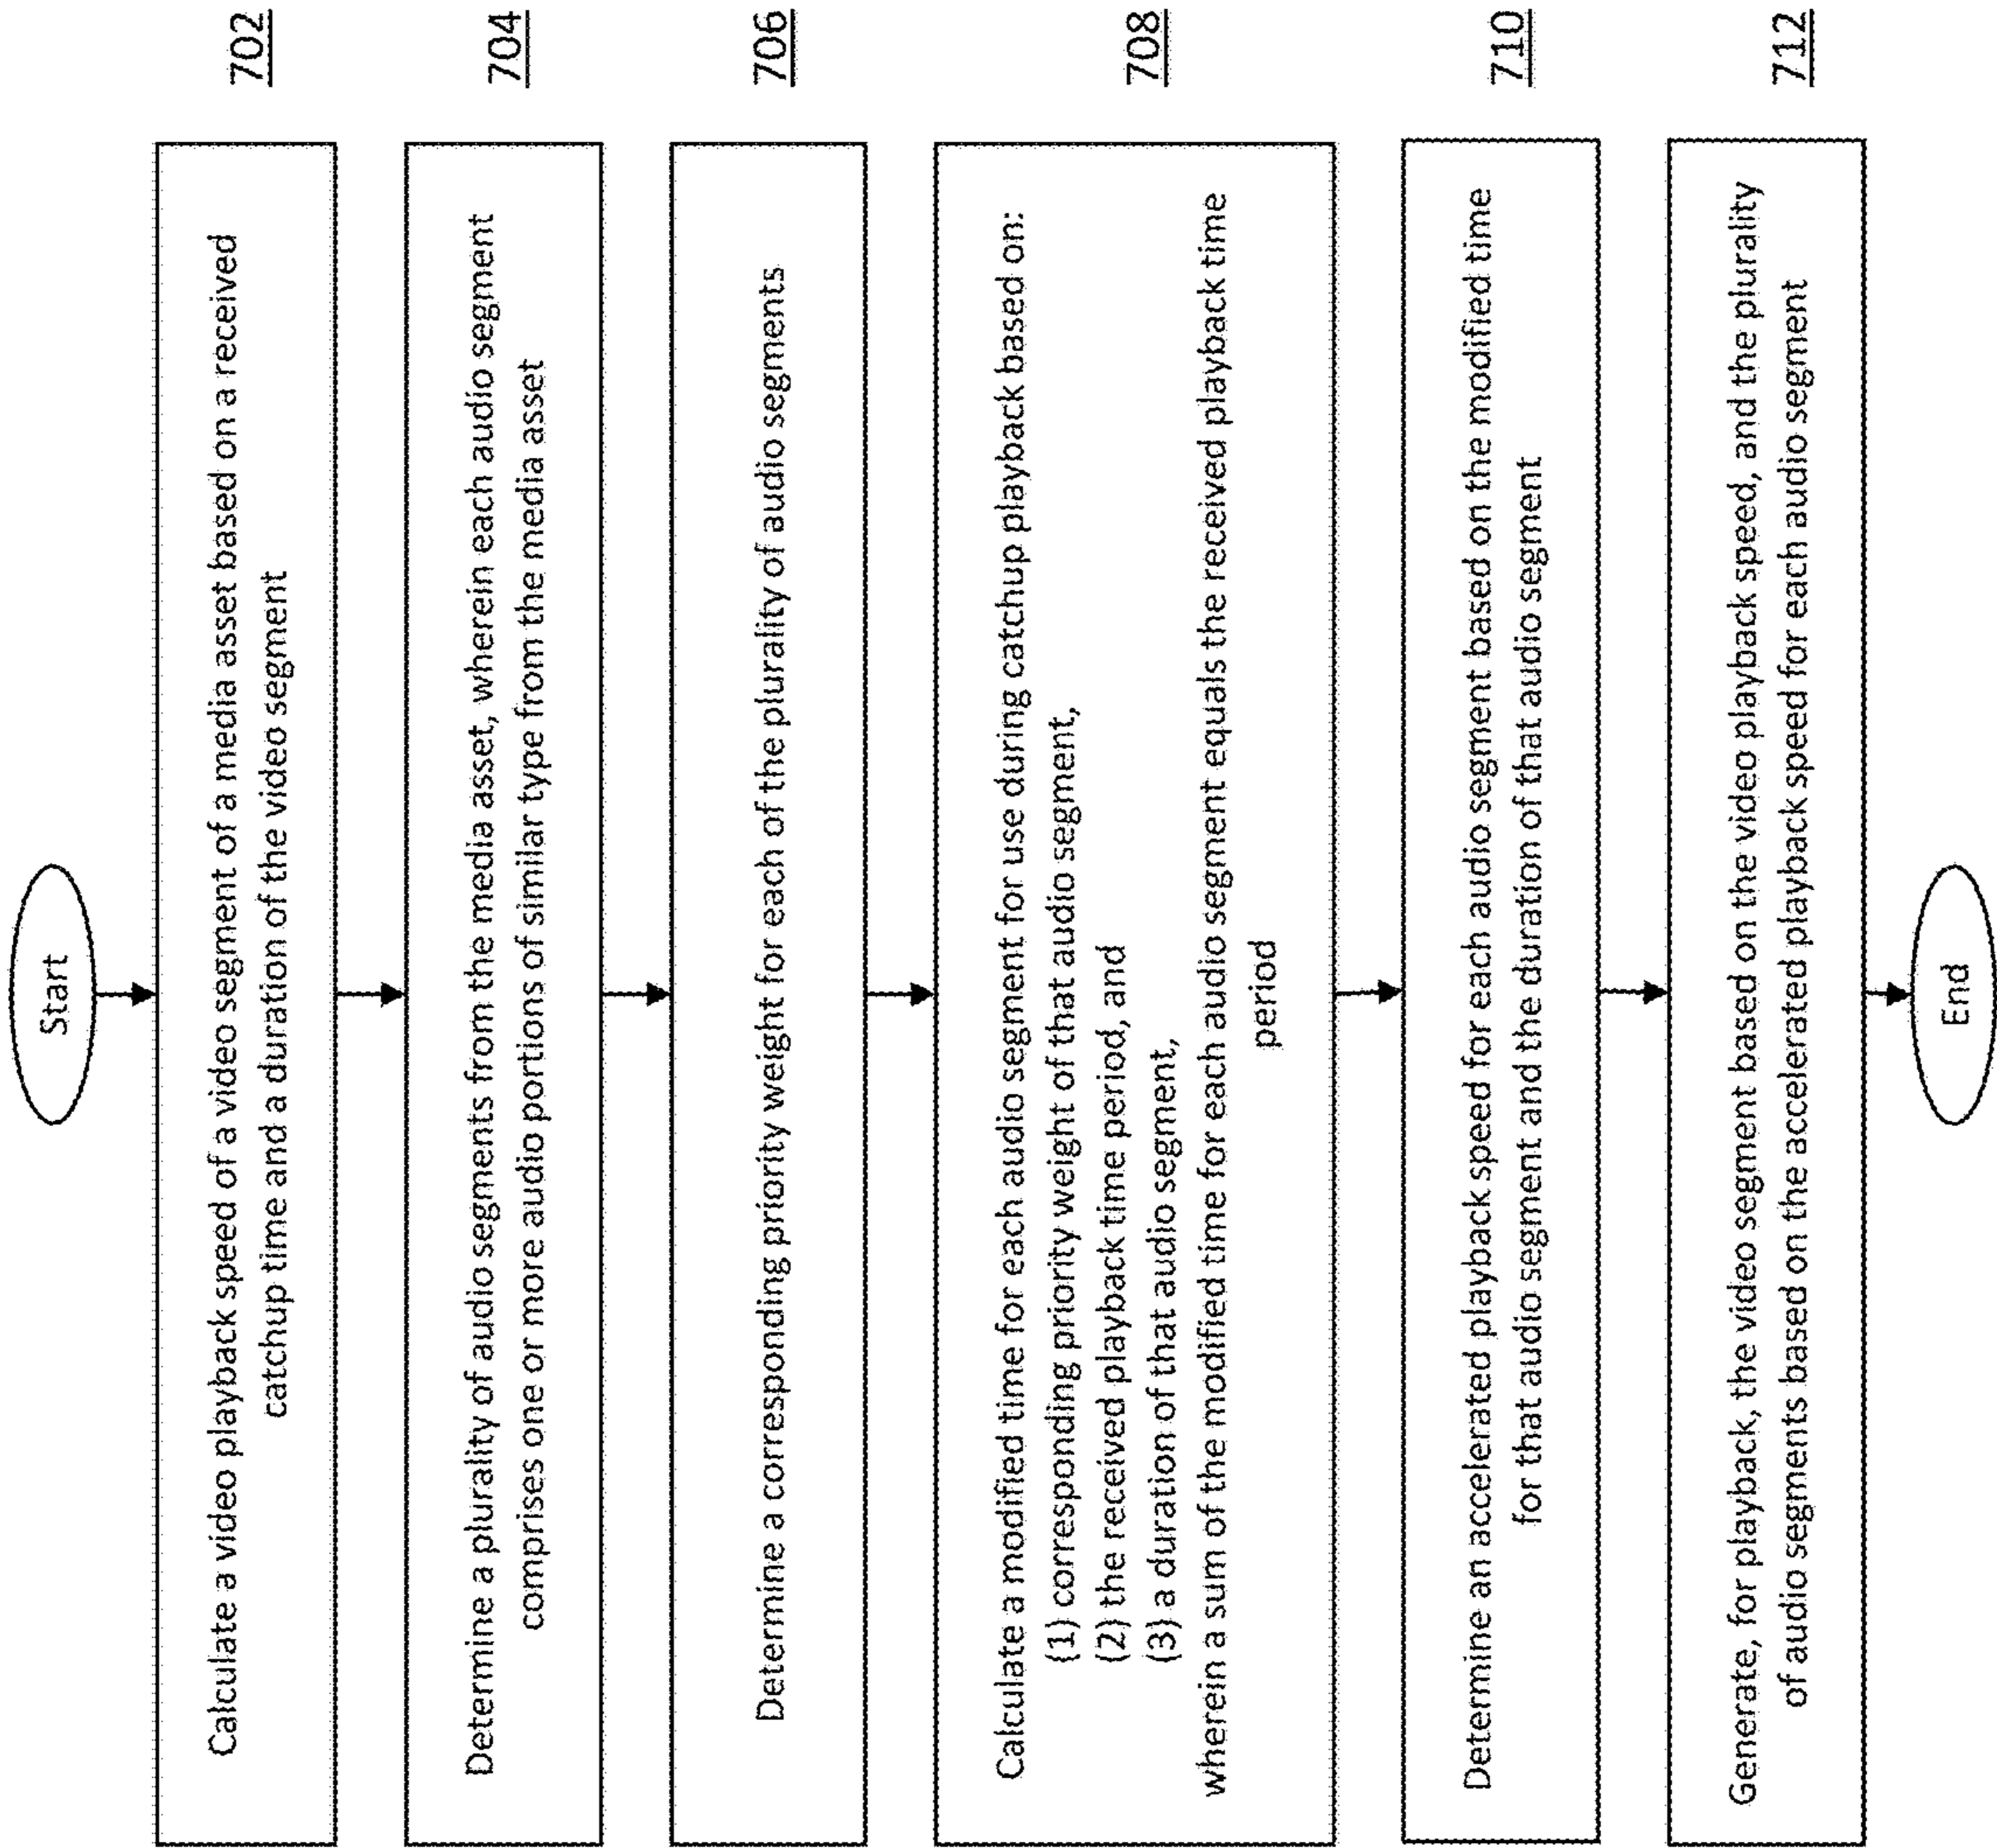 Start
Calculate a video playback speed of a video segment of a media asset based on a received
catchup time and a duration of the video segment
702
Determine a plurality of audio segments from the media asset, wherein each audio segment
comprises one or more audio portions of similar type from the media asset
704
Determine a corresponding priority weight for each of the plurality of audio segments
706
Calculate a modified time for each audio segment for use during catchup playback based on:
(1) corresponding priority weight of that audio segment,
(2) the received playback time period, and
(3) a duration of that audio segment,
wherein a sum of the modified time for each audio segment equals the received playback time
period
708
Determine an accelerated playback speed for each audio segment based on the modified time
for that audio segment and the duration of that audio segment
710
Generate, for playback, the video segment based on the video playback speed, and the plurality
of audio segments based on the accelerated playback speed for each audio segment
712
End